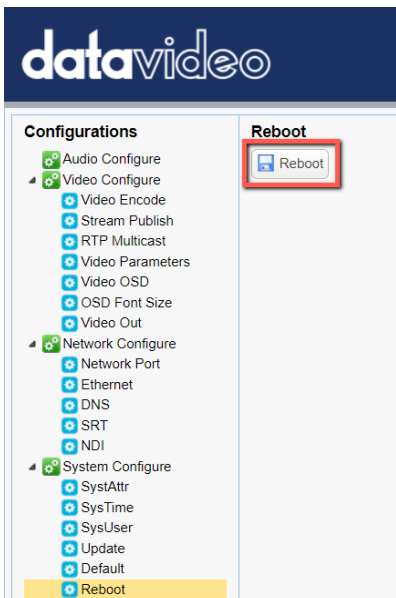 datavideo
Configurations
Audio Configure
Video Configure
Video Encode
Stream Publish
RTP Multicast
Video Parameters
Video OSD
OSD Font Size
Video Out
Network Configure
Network Port
Ethernet
DNS
SRT
NDI
System Configure
SystAttr
SysTime
SysUser
Update
Default
Reboot
Reboot
Reboot